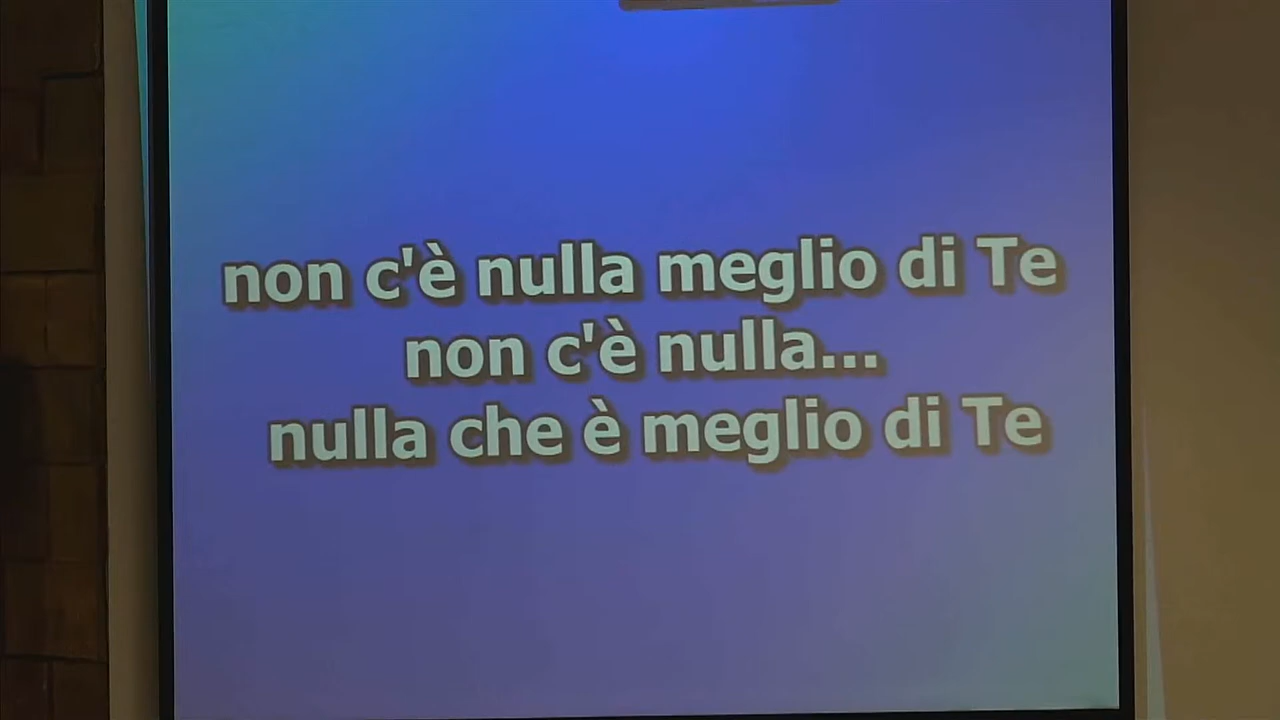 non c'è nulla meglio di Te
non c'è nulla...
nulla che è meglio di Te